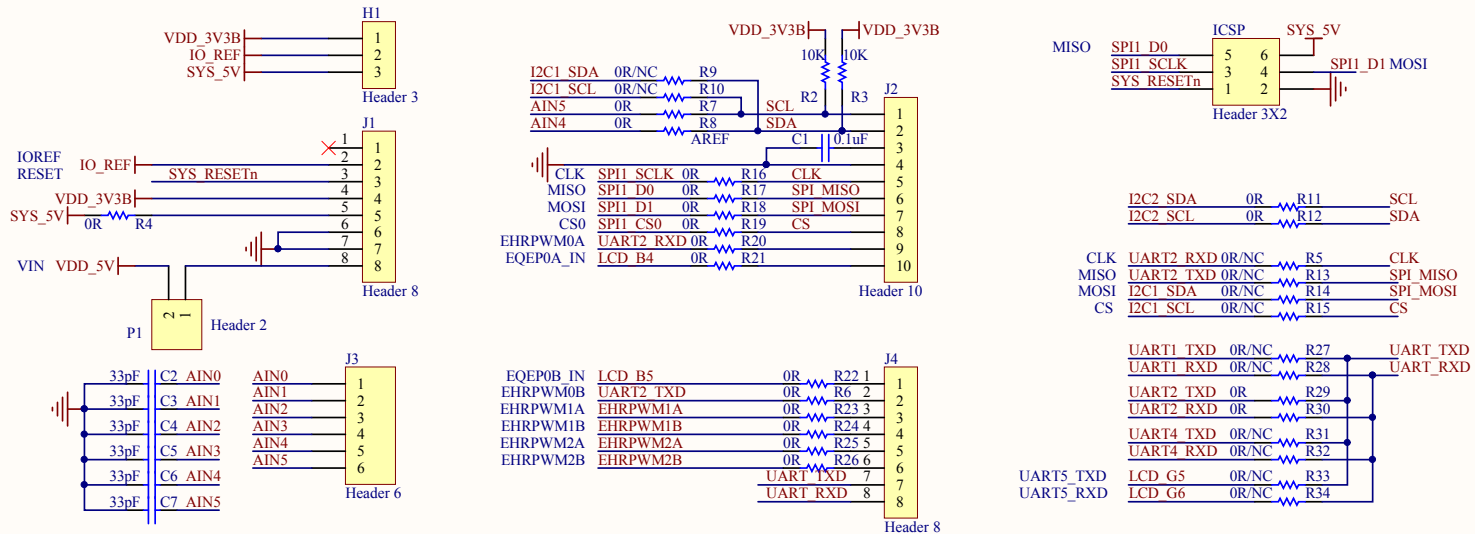 H1
VDD_3V3B 1
IO_REF 2
SYS_5V 3
Header 3
J1
1 1
IOREF IO_REF 2 2
RESET SYS_RESETn 3 3
VDD_3V3B 4 4
SYS_5V 0R R4 5 5
6 6
7 7
VIN VDD_5V 8 8
Header 8
2 1
P1 Header 2
33pF C2 AIN0
33pF C3 AIN1
33pF C4 AIN2
33pF C5 AIN3
33pF C6 AIN4
33pF C7 AIN5
J3
AIN0 1
AIN1 2
AIN2 3
AIN3 4
AIN4 5
AIN5 6
Header 6
VDD_3V3B VDD_3V3B
10K 10K
R2 R3
J2
I2C1_SDA 0R/NC R9
I2C1_SCL 0R/NC R10
AIN5 0R R7 SCL 1
AIN4 0R R8 SDA 2
AREF C1 0.1uF 3
4
CLK SPI1_SCLK 0R R16 CLK 5
MISO SPI1_D0 0R R17 SPI_MISO 6
MOSI SPI1_D1 0R R18 SPI_MOSI 7
CS0 SPI1_CS0 0R R19 CS 8
EHRPWM0A UART2_RXD 0R R20 9
EQEP0A_IN LCD_B4 0R R21 10
Header 10
J4
EQEP0B_IN LCD_B5 0R R22 1 1
EHRPWM0B UART2_TXD 0R R6 2 2
EHRPWM1A EHRPWM1A 0R R23 3 3
EHRPWM1B EHRPWM1B 0R R24 4 4
EHRPWM2A EHRPWM2A 0R R25 5 5
EHRPWM2B EHRPWM2B 0R R26 6 6
UART_TXD 7 7
UART_RXD 8 8
Header 8
ICSP SYS_5V
MISO SPI1_D0 5 6
SPI1_SCLK 3 4 SPI1_D1 MOSI
SYS_RESETn 1 2
Header 3X2
I2C2_SDA 0R R11 SCL
I2C2_SCL 0R R12 SDA
CLK UART2_RXD 0R/NC R5 CLK
MISO UART2_TXD 0R/NC R13 SPI_MISO
MOSI I2C1_SDA 0R/NC R14 SPI_MOSI
CS I2C1_SCL 0R/NC R15 CS
UART1_TXD 0R/NC R27 UART_TXD
UART1_RXD 0R/NC R28 UART_RXD
UART2_TXD 0R R29
UART2_RXD 0R R30
UART4_TXD 0R/NC R31
UART4_RXD 0R/NC R32
UART5_TXD LCD_G5 0R/NC R33
UART5_RXD LCD_G6 0R/NC R34